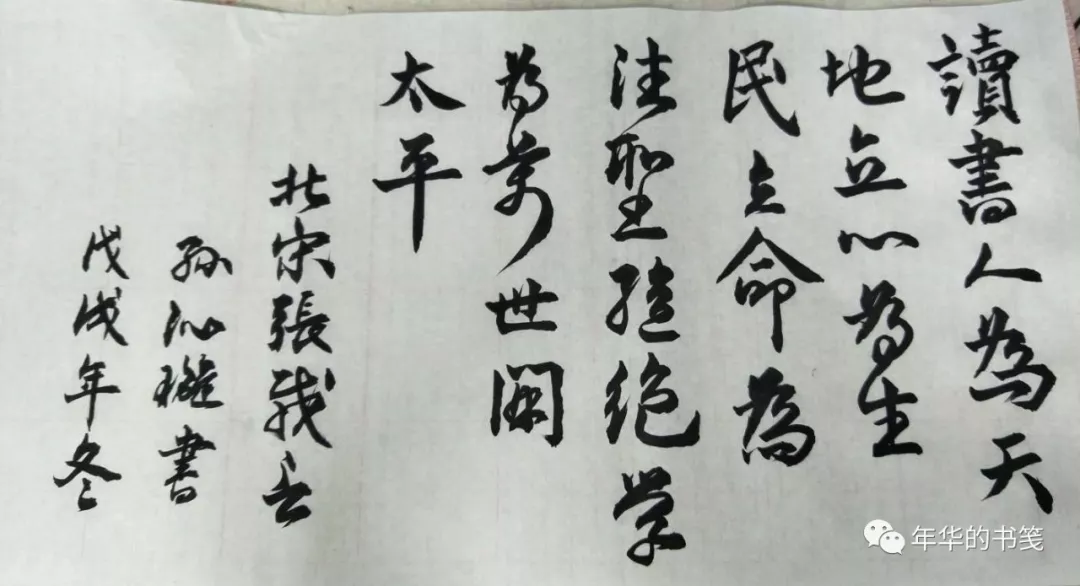 讀書人為天
地立心為生
民立命為
往聖繼絕学
為萬世開
太平
北宋張載言
孫沁璇書
戊戌年冬
年华的书笺